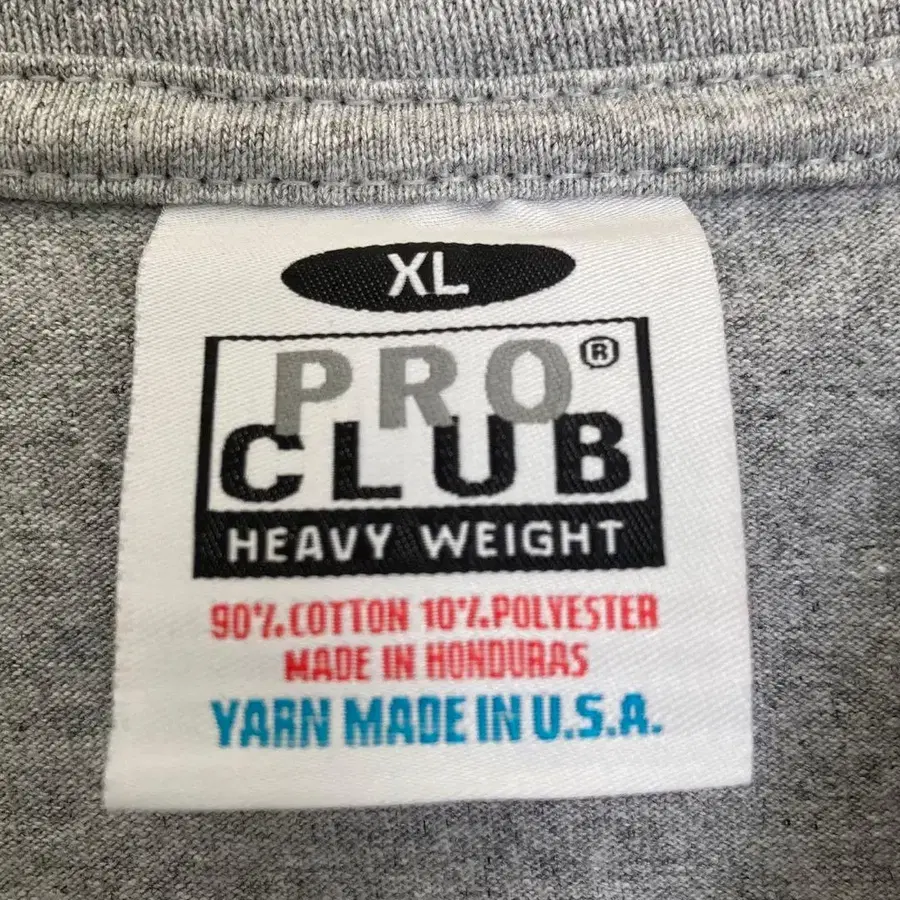 XL
PRO®
CLUB
HEAVY WEIGHT
90% COTTON 10% POLYESTER
MADE IN HONDURAS
YARN MADE IN U.S.A.